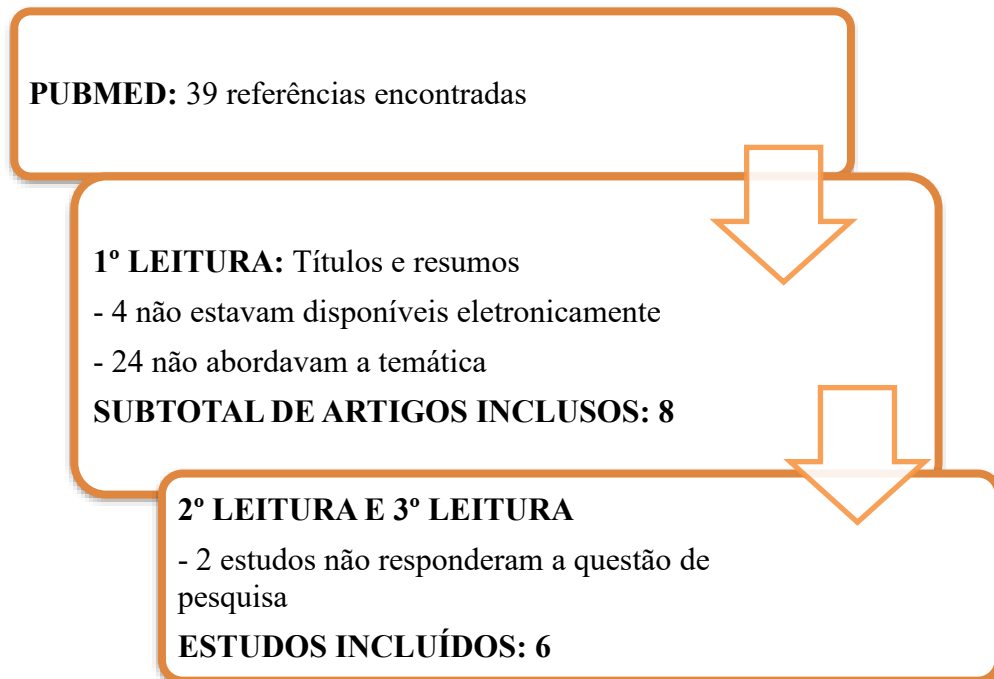 PUBMED: 39 referências encontradas
1º LEITURA: Títulos e resumos
- 4 não estavam disponíveis eletronicamente
- 24 não abordavam a temática
SUBTOTAL DE ARTIGOS INCLUSOS: 8
2º LEITURA E 3º LEITURA
- 2 estudos não responderam a questão de
pesquisa
ESTUDOS INCLUÍDOS: 6